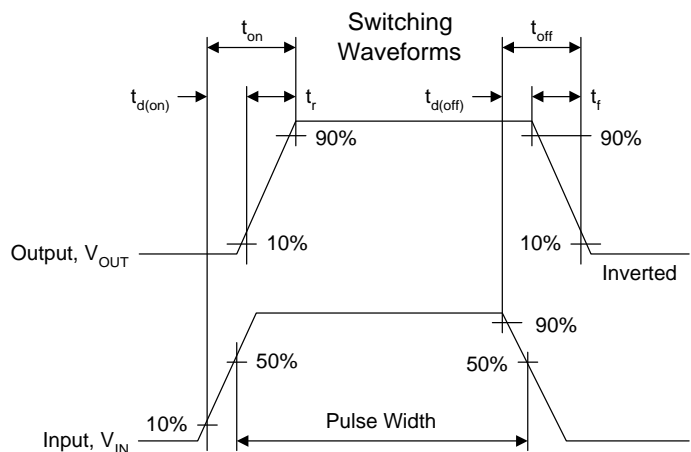 Switching
Waveforms
t_on
t_off
t_d(on)
t_r
t_d(off)
t_f
90%
90%
10%
10%
Output, V_OUT
Inverted
90%
50%
50%
10%
Pulse Width
Input, V_IN